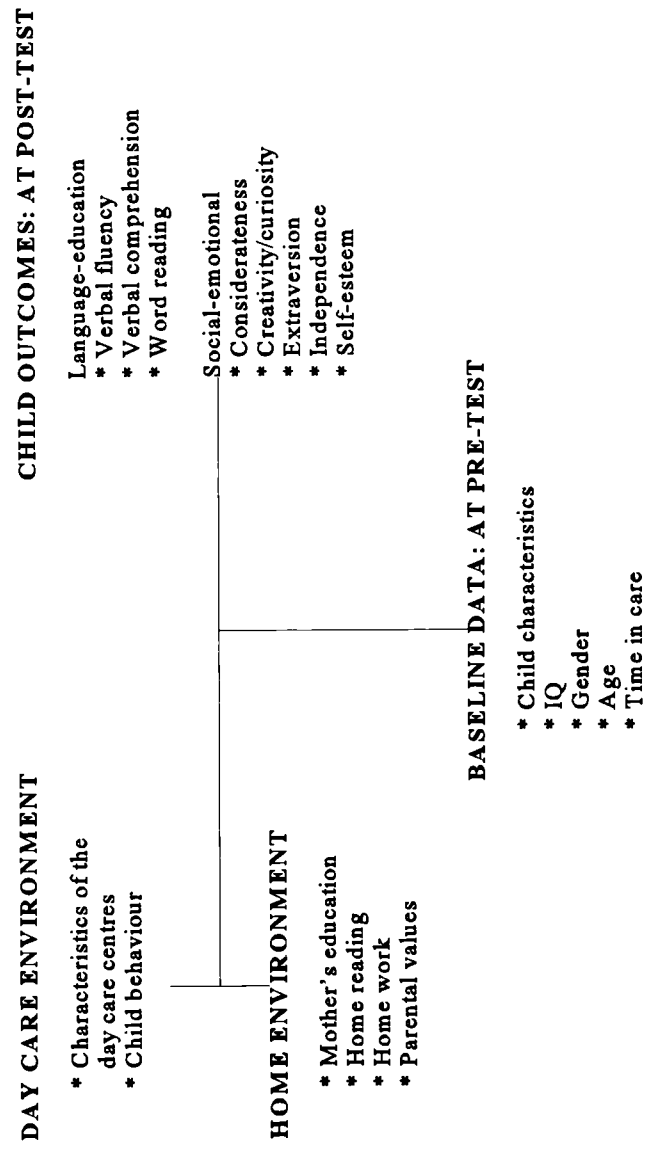 DAY CARE ENVIRONMENT
* Characteristics of the
day care centres
* Child behaviour
HOME ENVIRONMENT
* Mother's education
* Home reading
* Home work
* Parental values
CHILD OUTCOMES: AT POST-TEST
Language-education
* Verbal fluency
* Verbal comprehension
* Word reading
Social-emotional
* Considerateness
* Creativity/curiosity
* Extraversion
* Independence
* Self-esteem
BASELINE DATA: AT PRE-TEST
* Child characteristics
* IQ
* Gender
* Age
* Time in care